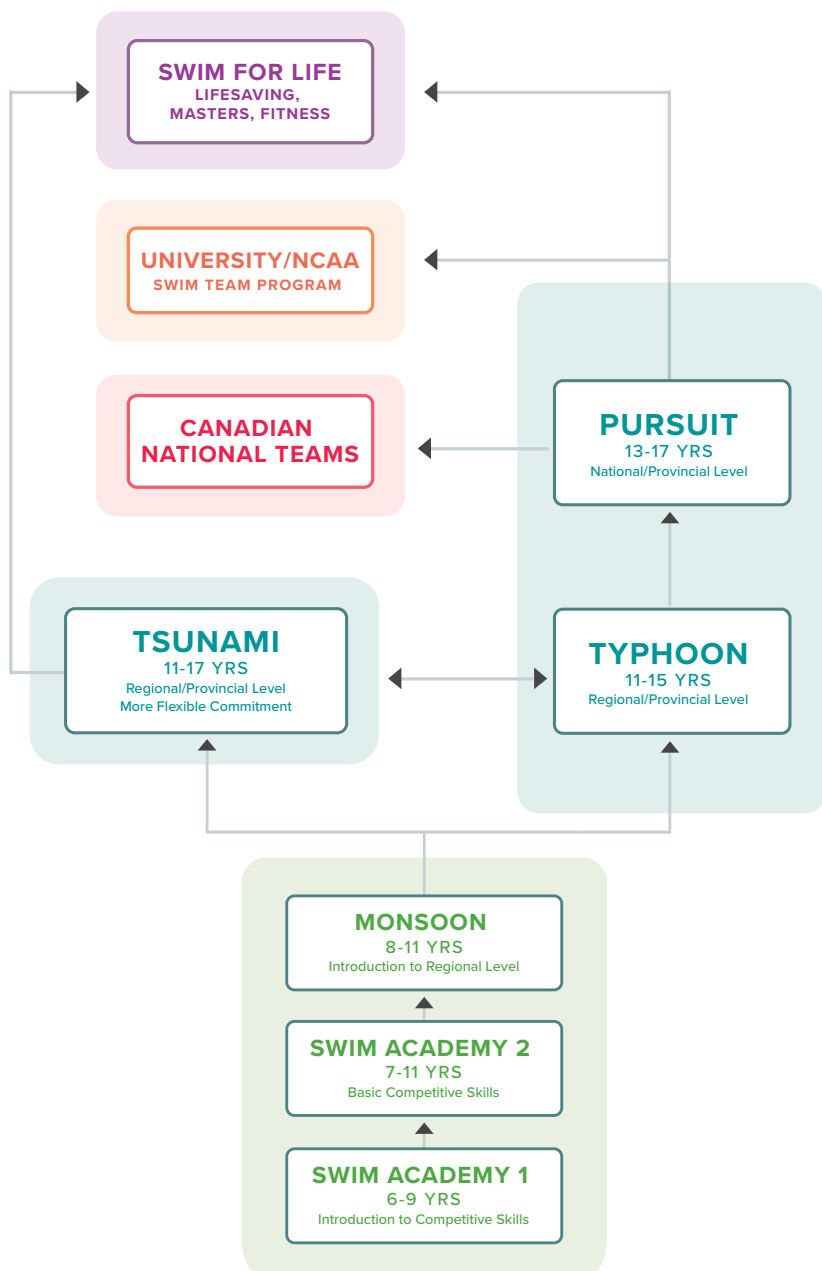 SWIM FOR LIFE
LIFESAVING,
MASTERS, FITNESS
UNIVERSITY/NCAA
SWIM TEAM PROGRAM
CANADIAN
NATIONAL TEAMS
PURSUIT
13-17 YRS
National/Provincial Level
TSUNAMI
11-17 YRS
Regional/Provincial Level
More Flexible Commitment
TYPHOON
11-15 YRS
Regional/Provincial Level
MONSOON
8-11 YRS
Introduction to Regional Level
SWIM ACADEMY 2
7-11 YRS
Basic Competitive Skills
SWIM ACADEMY 1
6-9 YRS
Introduction to Competitive Skills